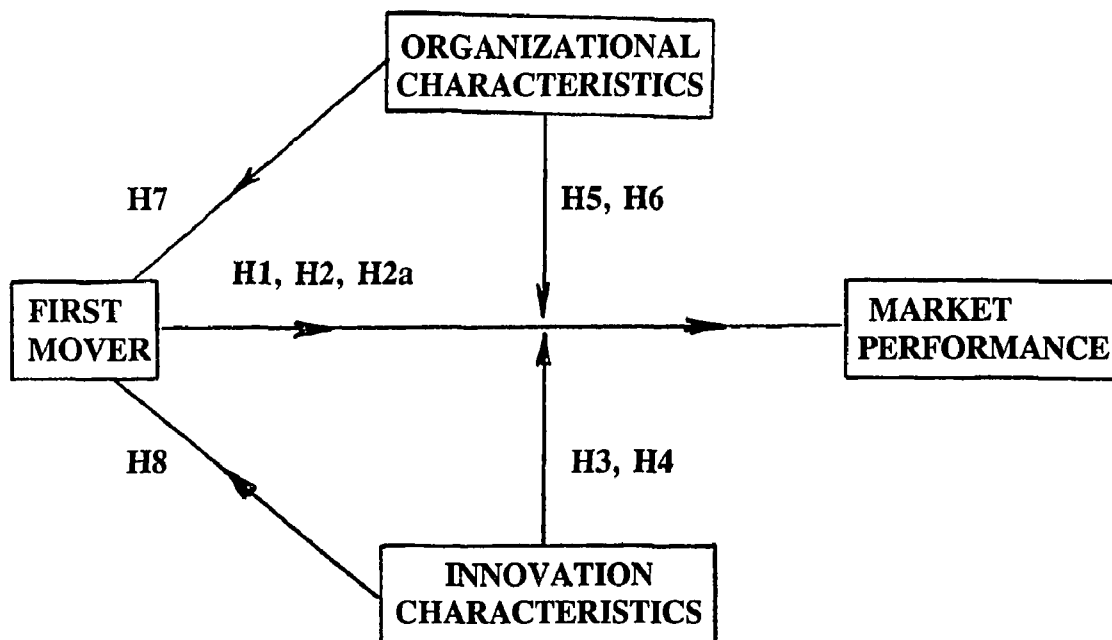 ORGANIZATIONAL
CHARACTERISTICS
H7
H5, H6
H1, H2, H2a
FIRST
MOVER
MARKET
PERFORMANCE
H8
H3, H4
INNOVATION
CHARACTERISTICS